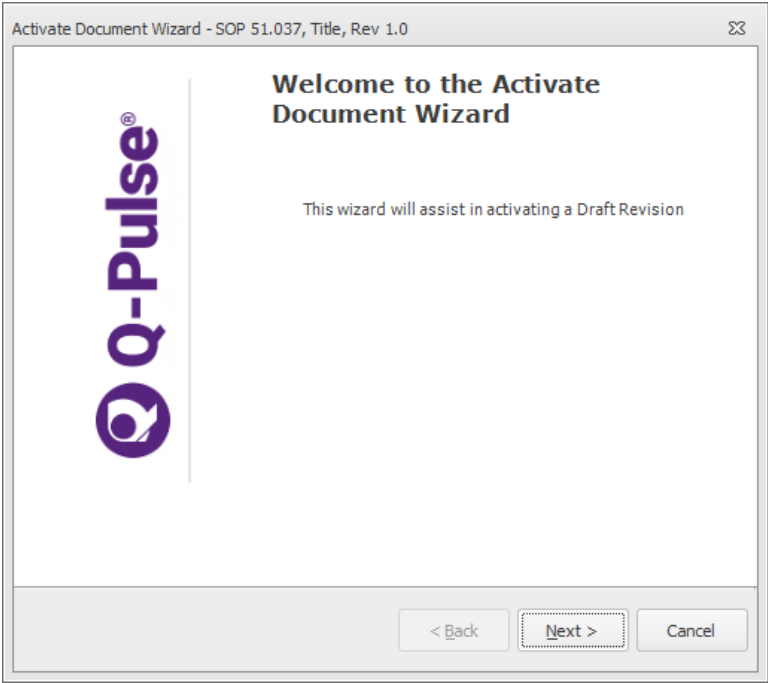 Activate Document Wizard - SOP 51.037, Title, Rev 1.0
Welcome to the Activate
Document Wizard
This wizard will assist in activating a Draft Revision
Q-Pulse®
< Back
Next >
Cancel